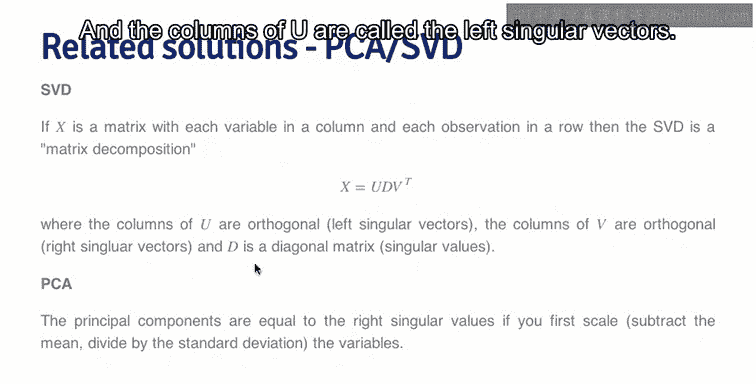 And the columns of U are called the left singular vectors.
Related solutions - PCA/SVD
SVD
If X is a matrix with each variable in a column and each observation in a row then the SVD is a
"matrix decomposition"
X = UDVᵀ
where the columns of U are orthogonal (left singular vectors), the columns of V are orthogonal
(right singluar vectors) and D is a diagonal matrix (singular values).
PCA
The principal components are equal to the right singular values if you first scale (subtract the
mean, divide by the standard deviation) the variables.